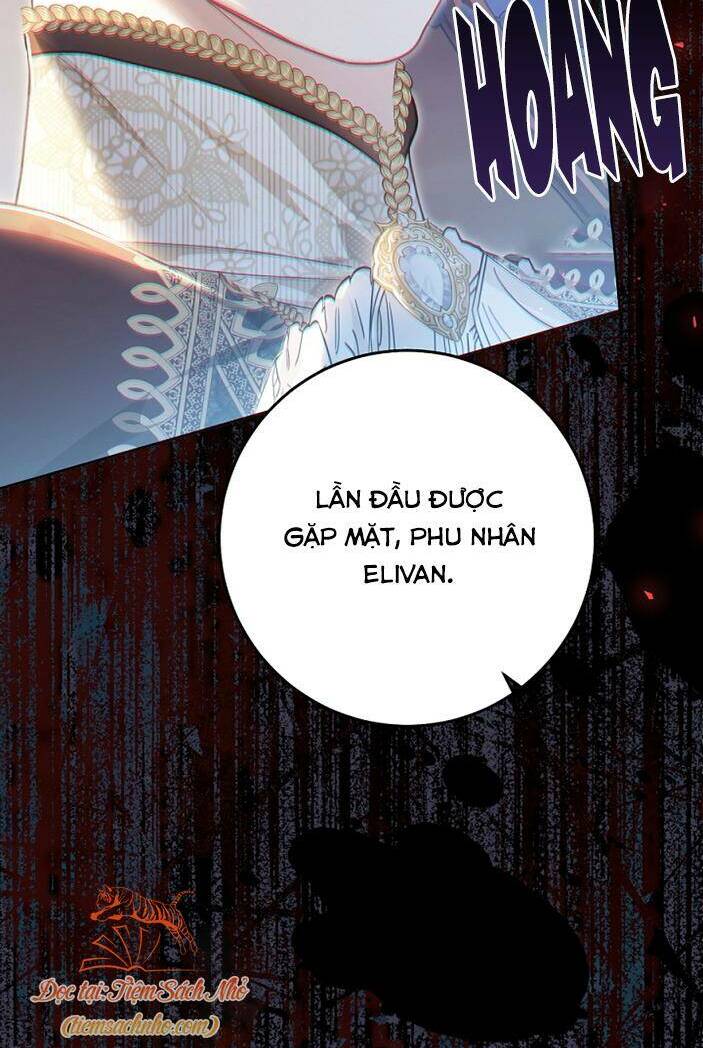 HOANG
LẦN ĐẦU ĐƯỢC
GẶP MẶT, PHU NHÂN
ELIVAN.
Đọc tại: Tiệm Sách Nhỏ
(tiemsachnho.com)